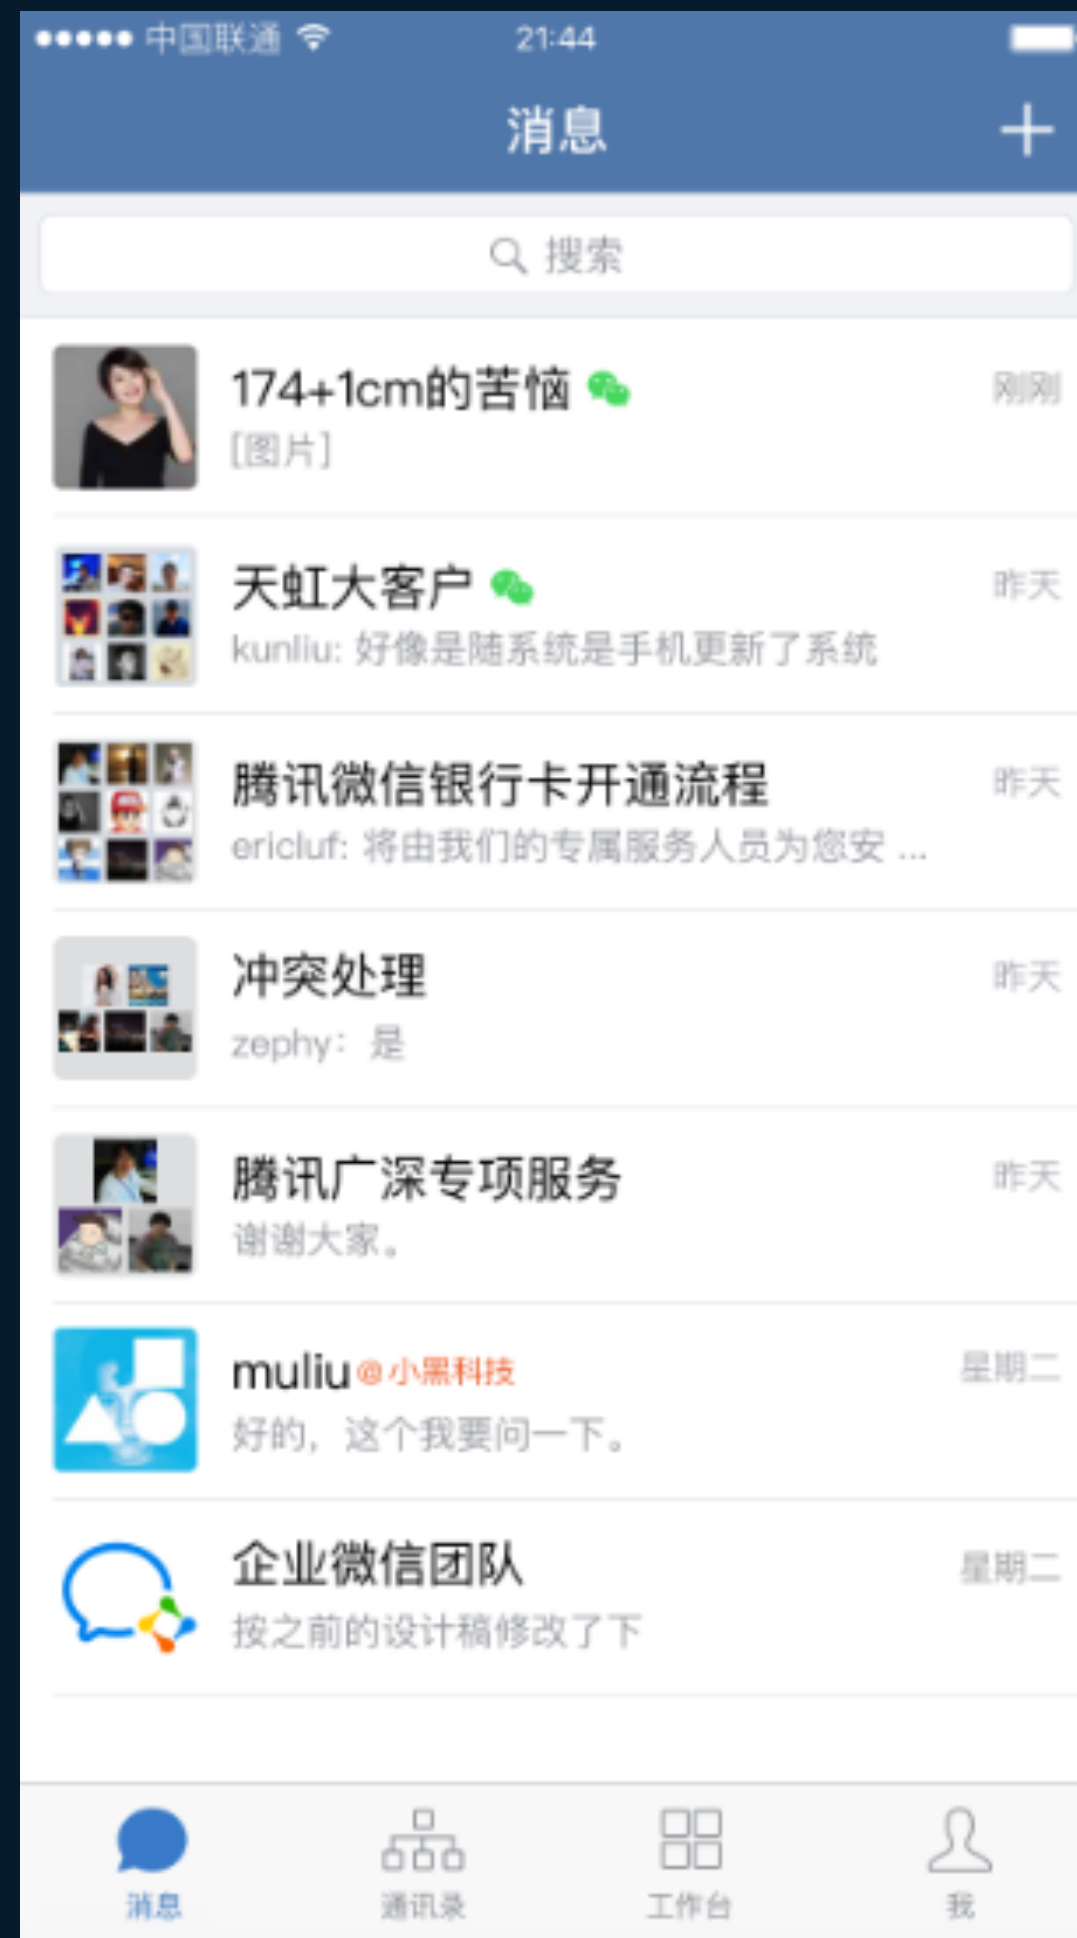 中国联通 21:44
消息
搜索
174+1cm的苦恼 刚刚
[图片]
天虹大客户 昨天
kunliu: 好像是随系统是手机更新了系统
腾讯微信银行卡开通流程 昨天
ericluf: 将由我们的专属服务人员为您安 ...
冲突处理 昨天
zephy：是
腾讯广深专项服务 昨天
谢谢大家。
muliu@小黑科技 星期二
好的，这个我要问一下。
企业微信团队 星期二
按之前的设计稿修改了下
消息 通讯录 工作台 我